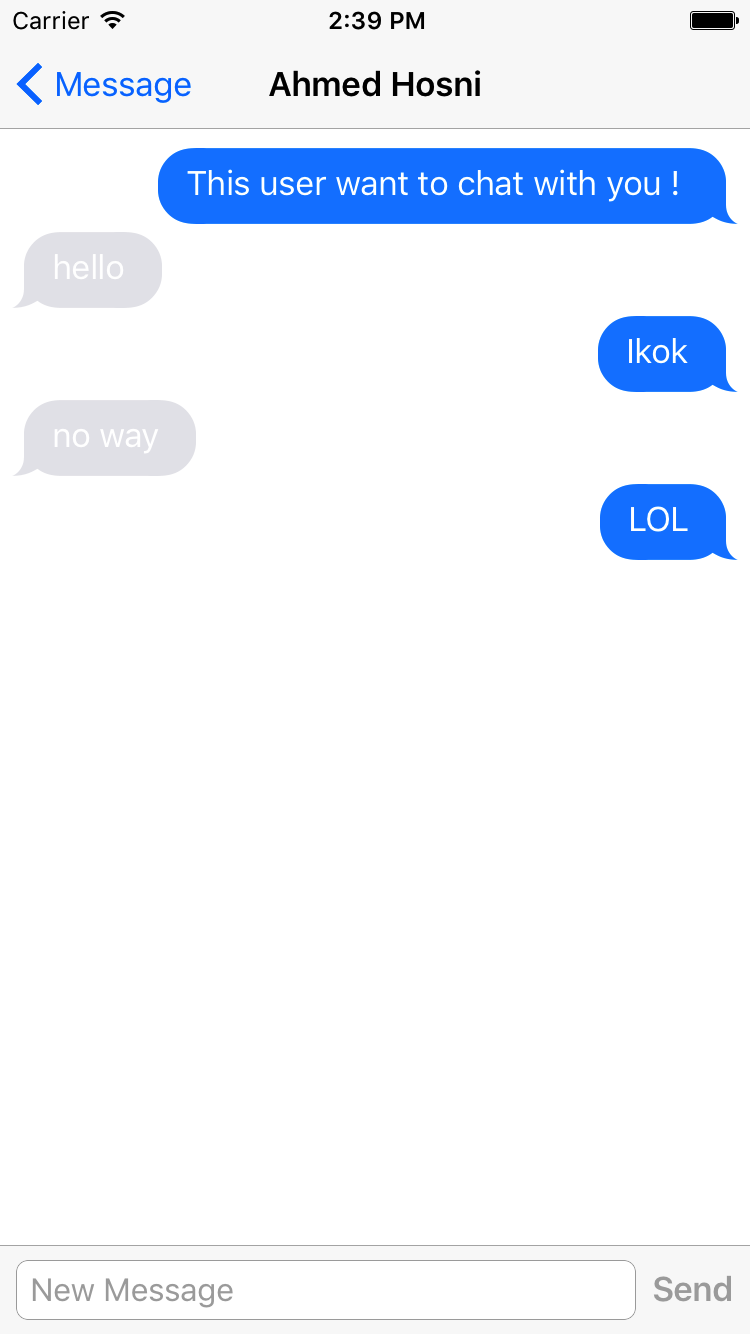 Carrier 2:39 PM
Message Ahmed Hosni
This user want to chat with you !
hello
lkok
no way
LOL
New Message Send